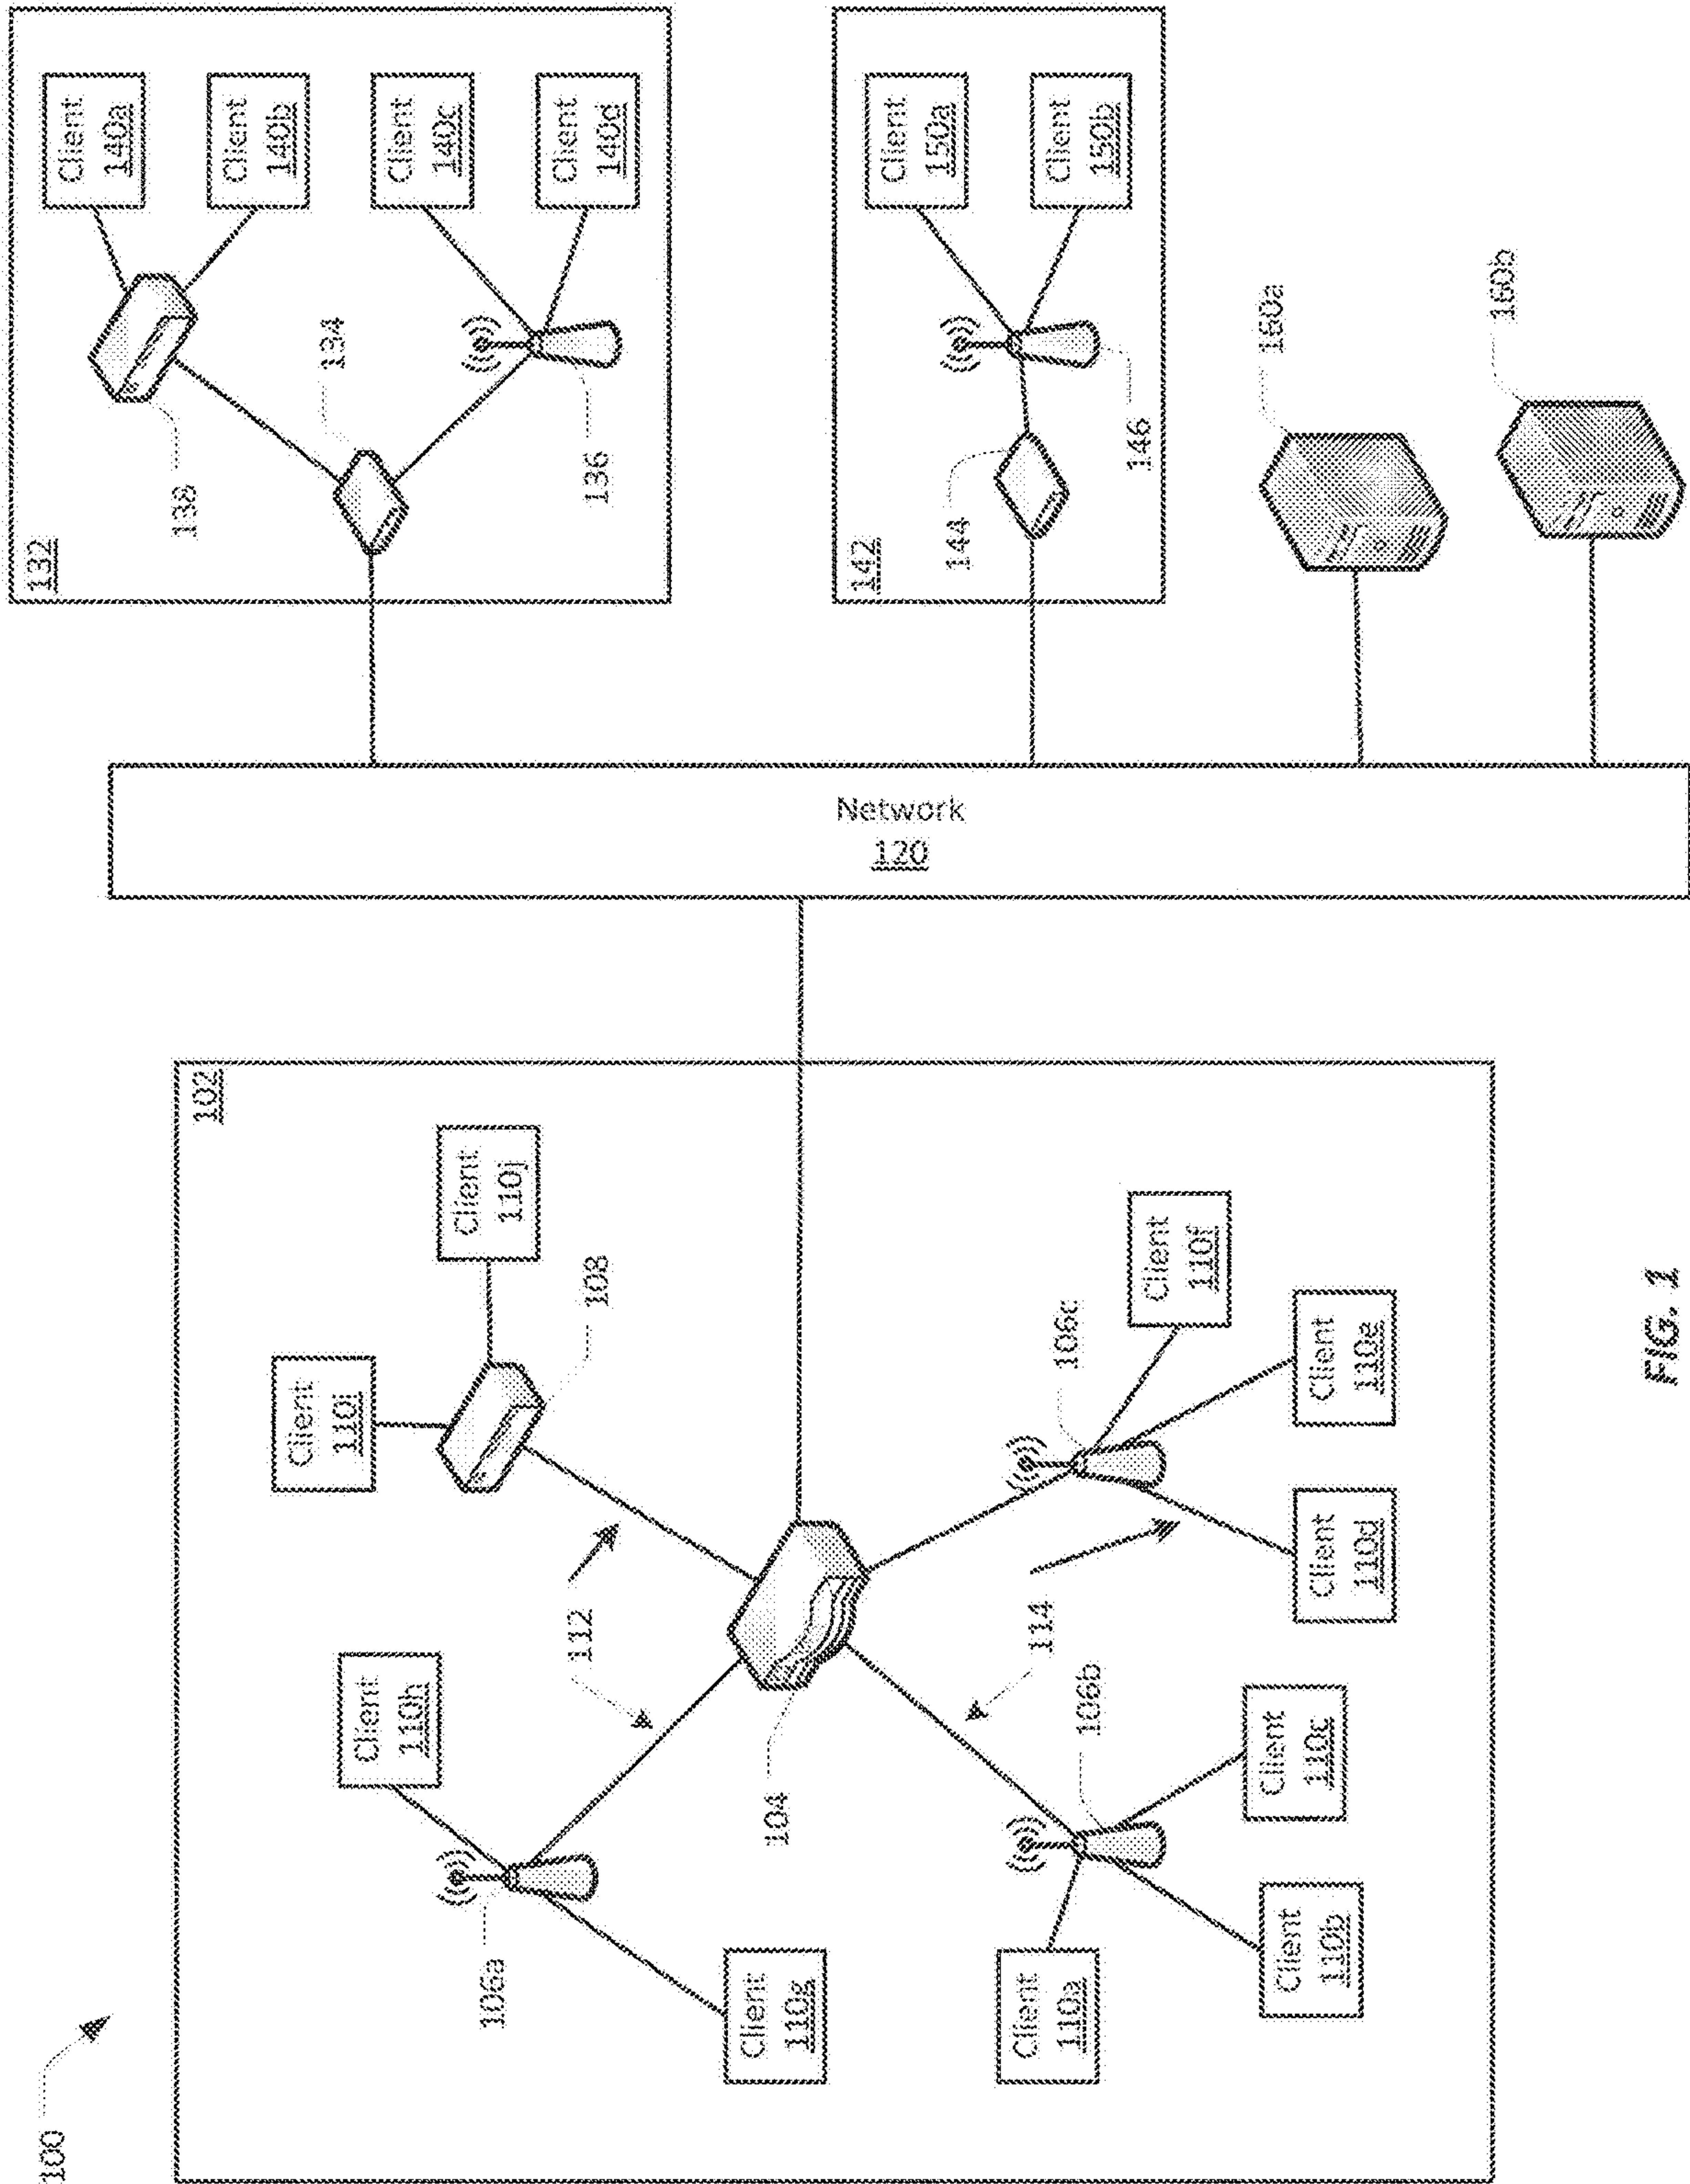 100
102
Client
110i
Client
110h
Client
110j
106a
108
112
Client
110g
104
Client
110a
114
106b
106c
Client
110f
Client
110c
Client
110b
Client
110d
Client
110e
Network
120
132
Client
140a
138
Client
140b
134
Client
140c
136
Client
140d
142
Client
150a
144
Client
150b
146
160a
160b
FIG. 1